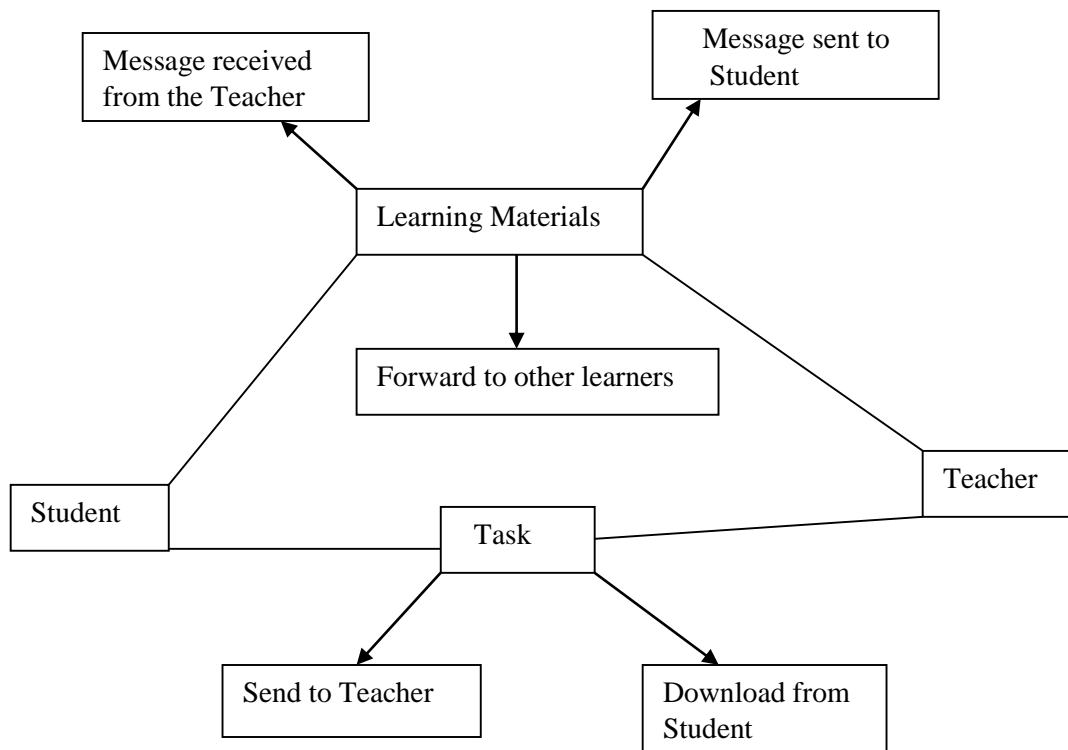 Message received
from the Teacher
Message sent to
Student
Learning Materials
Forward to other learners
Teacher
Student
Task
Send to Teacher
Download from
Student